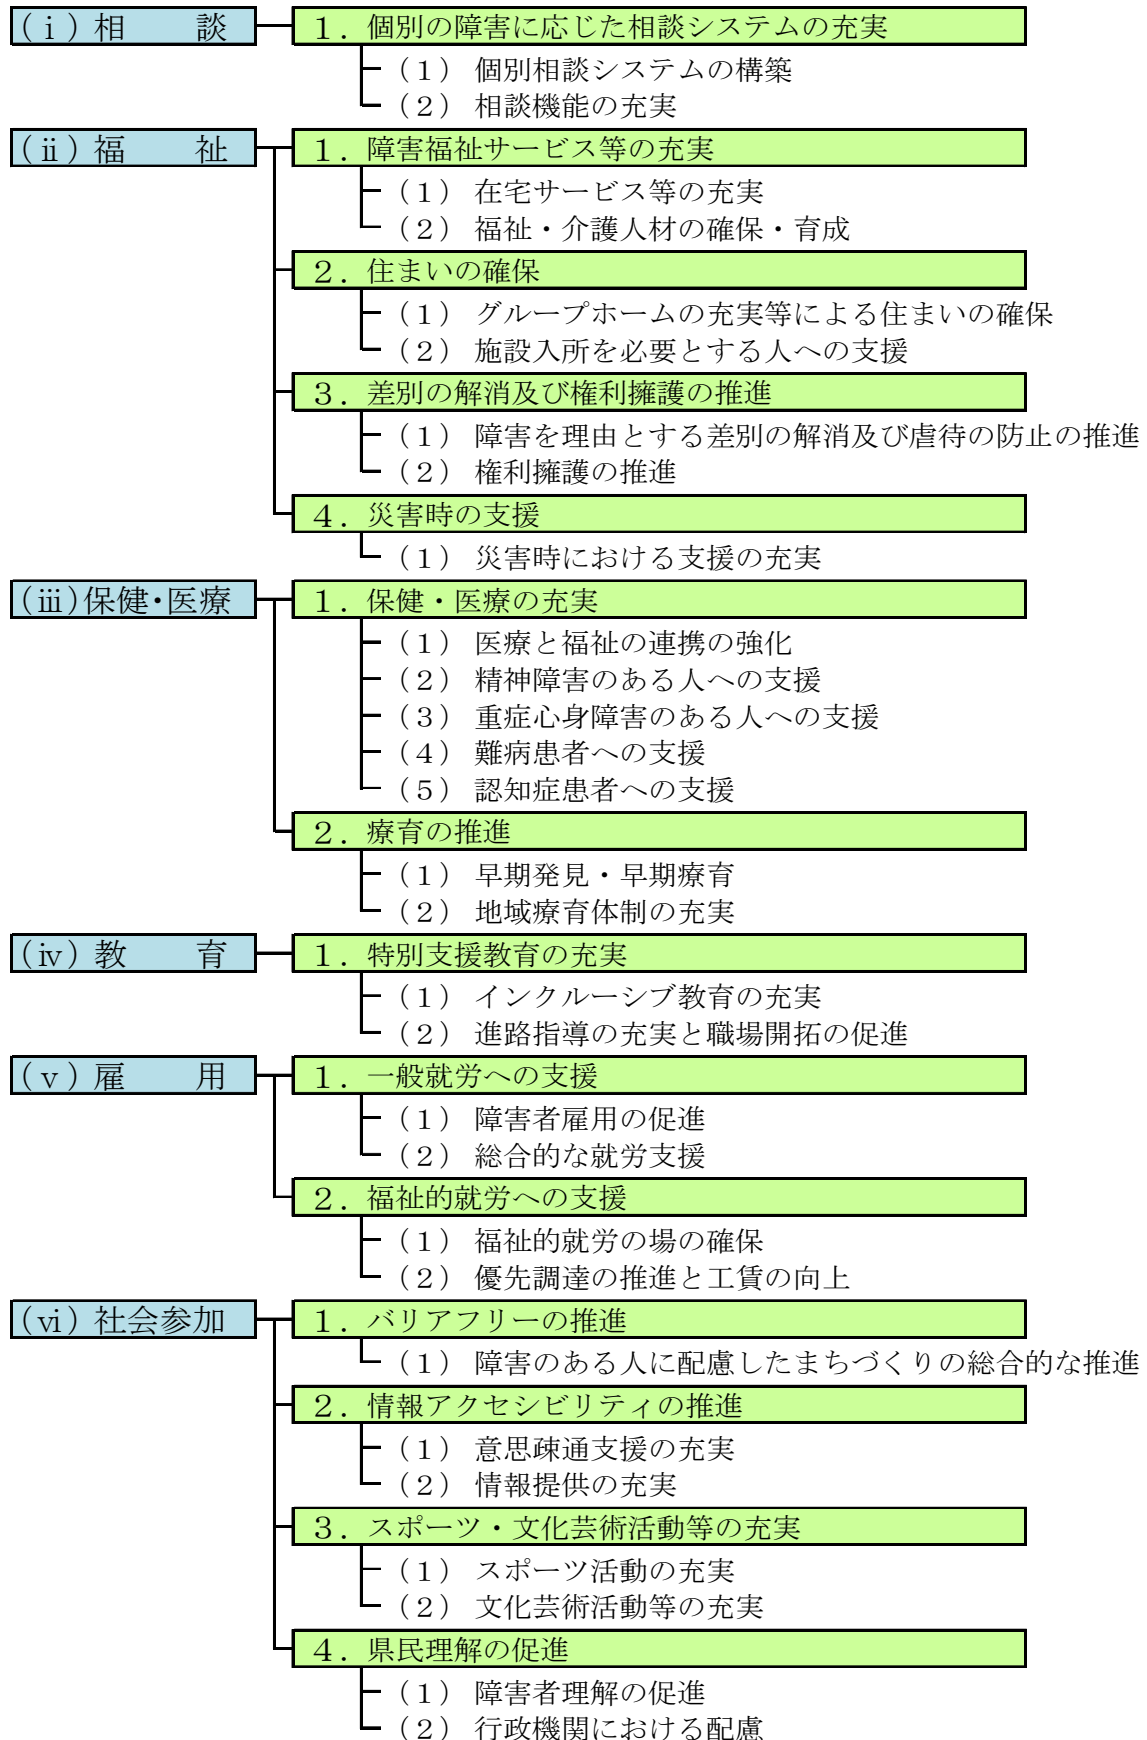 (ⅰ)相　　談
１．個別の障害に応じた相談システムの充実
（１） 個別相談システムの構築
（２） 相談機能の充実
(ⅱ)福　　祉
１．障害福祉サービス等の充実
（１） 在宅サービス等の充実
（２） 福祉・介護人材の確保・育成
２．住まいの確保
（１） グループホームの充実等による住まいの確保
（２） 施設入所を必要とする人への支援
３．差別の解消及び権利擁護の推進
（１） 障害を理由とする差別の解消及び虐待の防止の推進
（２） 権利擁護の推進
４．災害時の支援
（１） 災害時における支援の充実
(ⅲ)保健・医療
１．保健・医療の充実
（１） 医療と福祉の連携の強化
（２） 精神障害のある人への支援
（３） 重症心身障害のある人への支援
（４） 難病患者への支援
（５） 認知症患者への支援
２．療育の推進
（１） 早期発見・早期療育
（２） 地域療育体制の充実
(ⅳ)教　　育
１．特別支援教育の充実
（１） インクルーシブ教育の充実
（２） 進路指導の充実と職場開拓の促進
(ⅴ)雇　　用
１．一般就労への支援
（１） 障害者雇用の促進
（２） 総合的な就労支援
２．福祉的就労への支援
（１） 福祉的就労の場の確保
（２） 優先調達の推進と工賃の向上
(ⅵ)社会参加
１．バリアフリーの推進
（１） 障害のある人に配慮したまちづくりの総合的な推進
２．情報アクセシビリティの推進
（１） 意思疎通支援の充実
（２） 情報提供の充実
３．スポーツ・文化芸術活動等の充実
（１） スポーツ活動の充実
（２） 文化芸術活動等の充実
４．県民理解の促進
（１） 障害者理解の促進
（２） 行政機関における配慮